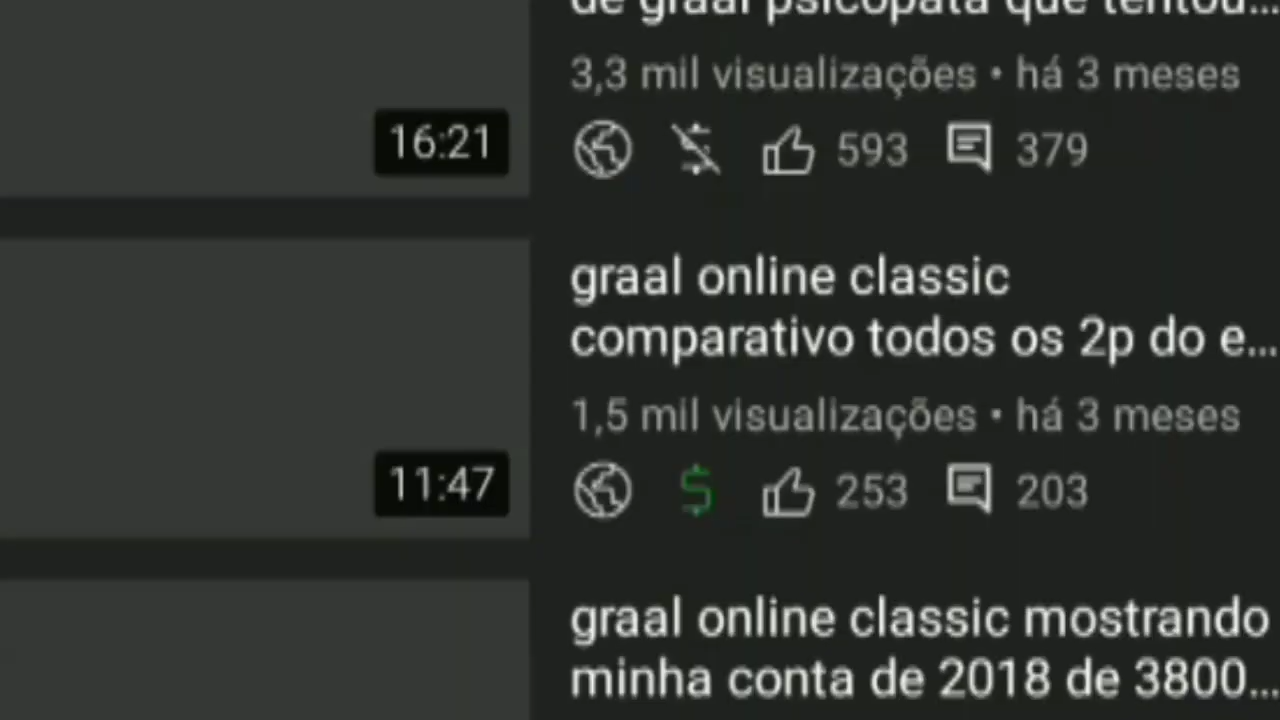 de graal psicopata que tentou...
3,3 mil visualizações • há 3 meses
16:21
593 379
graal online classic
comparativo todos os 2p do e...
1,5 mil visualizações • há 3 meses
11:47
$ 253 203
graal online classic mostrando
minha conta de 2018 de 3800...